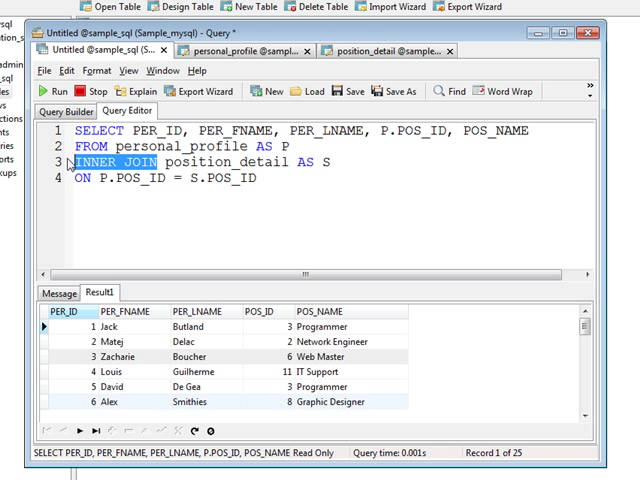 Open Table Design Table New Table Delete Table Import Wizard Export Wizard
Untitled @sample_sql (Sample_mysql) - Query *
Untitled @sample_sql (S... personal_profile @sampl... position_detail @sample...
File Edit Format View Window Help
Run Stop Explain Export Wizard New Load Save Save As Find Word Wrap
Query Builder Query Editor
1 SELECT PER_ID, PER_FNAME, PER_LNAME, P.POS_ID, POS_NAME
2 FROM personal_profile AS P
3 INNER JOIN position_detail AS S
4 ON P.POS_ID = S.POS_ID
Message Result1
PER_ID PER_FNAME PER_LNAME POS_ID POS_NAME
1 Jack Butland 3 Programmer
2 Matej Delac 2 Network Engineer
3 Zacharie Boucher 6 Web Master
4 Louis Guilherme 11 IT Support
5 David De Gea 3 Programmer
6 Alex Smithies 8 Graphic Designer
SELECT PER_ID, PER_FNAME, PER_LNAME, P.POS_ID, POS_NAME Read Only Query time: 0.001s Record 1 of 25